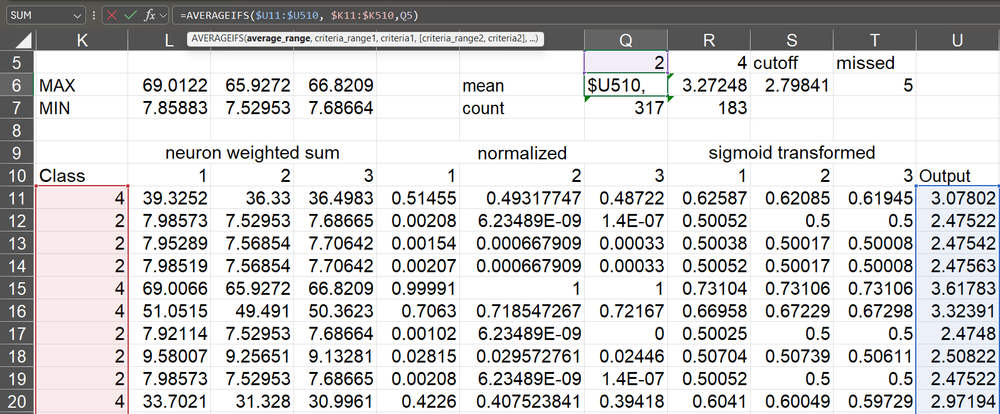 SUM fx =AVERAGEIFS($U11:$U510, $K11:$K510,Q5)
AVERAGEIFS(average_range, criteria_range1, criteria1, [criteria_range2, criteria2], ...)
K L Q R S T U
5 2 4 cutoff missed
6 MAX 69.0122 65.9272 66.8209 mean $U510, 3.27248 2.79841 5
7 MIN 7.85883 7.52953 7.68664 count 317 183
8
9 neuron weighted sum normalized sigmoid transformed
10 Class 1 2 3 1 2 3 1 2 3 Output
11 4 39.3252 36.33 36.4983 0.51455 0.49317747 0.48722 0.62587 0.62085 0.61945 3.07802
12 2 7.98573 7.52953 7.68665 0.00208 6.23489E-09 1.4E-07 0.50052 0.5 0.5 2.47522
13 2 7.95289 7.56854 7.70642 0.00154 0.000667909 0.00033 0.50038 0.50017 0.50008 2.47542
14 2 7.98519 7.56854 7.70642 0.00207 0.000667909 0.00033 0.50052 0.50017 0.50008 2.47563
15 4 69.0066 65.9272 66.8209 0.99991 1 1 0.73104 0.73106 0.73106 3.61783
16 4 51.0515 49.491 50.3623 0.7063 0.718547267 0.72167 0.66958 0.67229 0.67298 3.32391
17 2 7.92114 7.52953 7.68664 0.00102 6.23489E-09 0 0.50025 0.5 0.5 2.4748
18 2 9.58007 9.25651 9.13281 0.02815 0.029572761 0.02446 0.50704 0.50739 0.50611 2.50822
19 2 7.98573 7.52953 7.68665 0.00208 6.23489E-09 1.4E-07 0.50052 0.5 0.5 2.47522
20 4 33.7021 31.328 30.9961 0.4226 0.407523841 0.39418 0.6041 0.60049 0.59729 2.97194